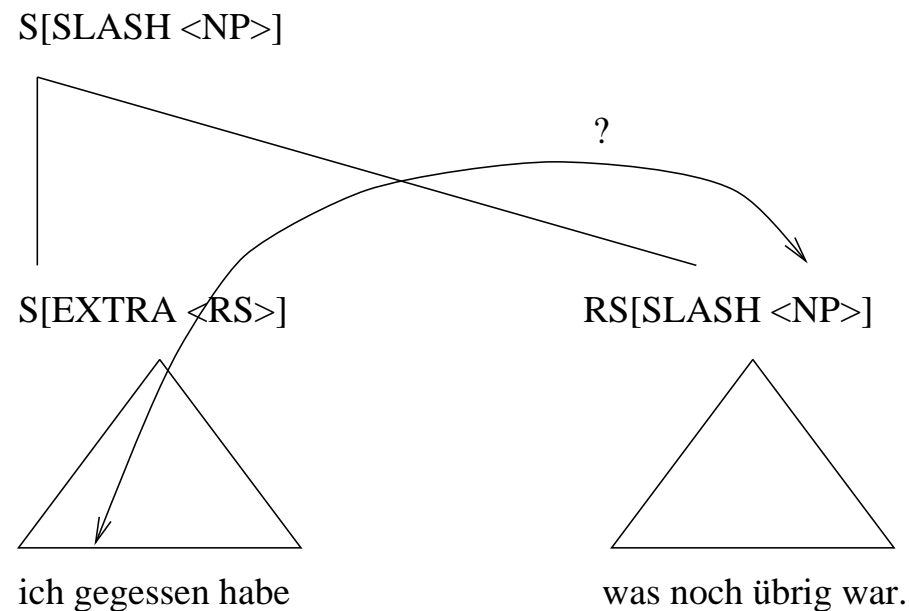 S[SLASH <NP>]
?
S[EXTRA <RS>] RS[SLASH <NP>]
ich gegessen habe was noch übrig war.